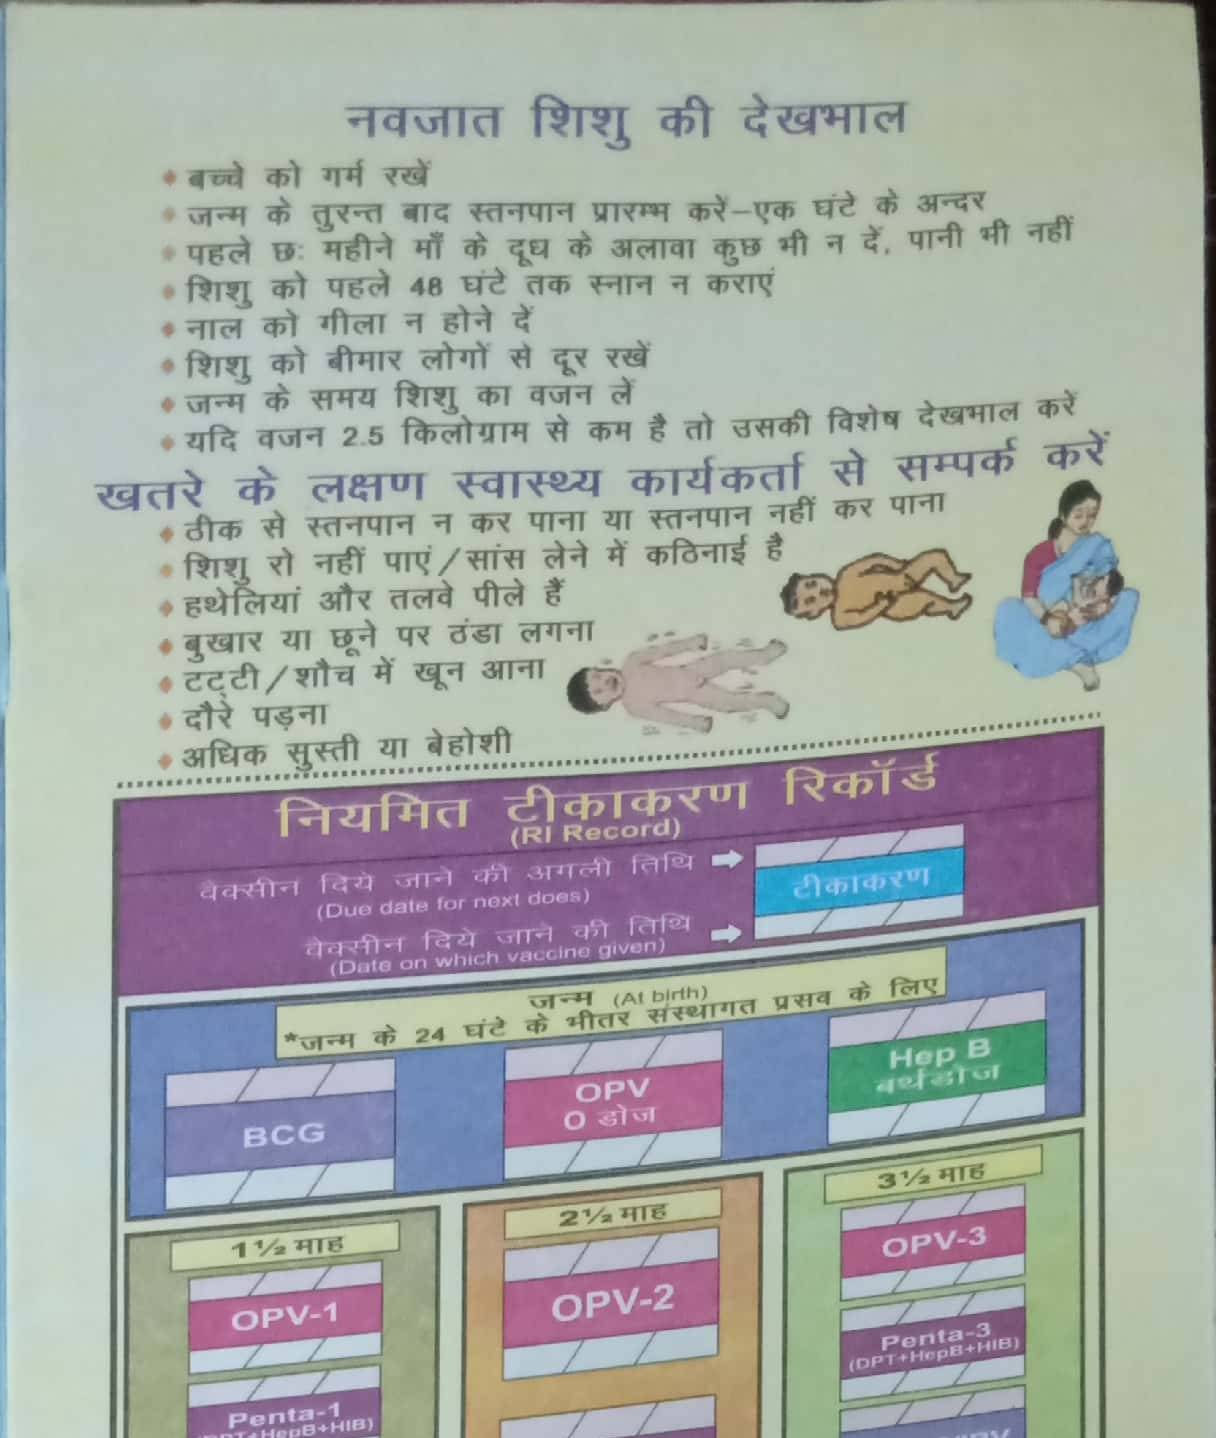 नवजात शिशु की देखभाल
बच्चे को गर्म रखें
जन्म के तुरन्त बाद स्तनपान प्रारम्भ करें–एक घंटे के अन्दर
पहले छः महीने माँ के दूध के अलावा कुछ भी न दें, पानी भी नहीं
शिशु को पहले 48 घंटे तक स्नान न कराएं
नाल को गीला न होने दें
शिशु को बीमार लोगों से दूर रखें
जन्म के समय शिशु का वजन लें
यदि वजन 2.5 किलोग्राम से कम है तो उसकी विशेष देखभाल करें
खतरे के लक्षण स्वास्थ्य कार्यकर्ता से सम्पर्क करें
ठीक से स्तनपान न कर पाना या स्तनपान नहीं कर पाना
शिशु रो नहीं पाएं/सांस लेने में कठिनाई है
हथेलियां और तलवे पीले हैं
बुखार या छूने पर ठंडा लगना
टट्टी/शौच में खून आना
दौरे पड़ना
अधिक सुस्ती या बेहोशी
नियमित टीकाकरण रिकॉर्ड
(RI Record)
वैक्सीन दिये जाने की अगली तिथि
(Due date for next does)
टीकाकरण
वैक्सीन दिये जाने की तिथि
(Date on which vaccine given)
जन्म (At birth)
*जन्म के 24 घंटे के भीतर संस्थागत प्रसव के लिए
BCG
OPV
0 डोज
Hep B
बर्थडोज
1½ माह
2½ माह
3½ माह
OPV-1
OPV-2
OPV-3
Penta-3
(DPT+HepB+HIB)
Penta-1
(DPT+HepB+HIB)